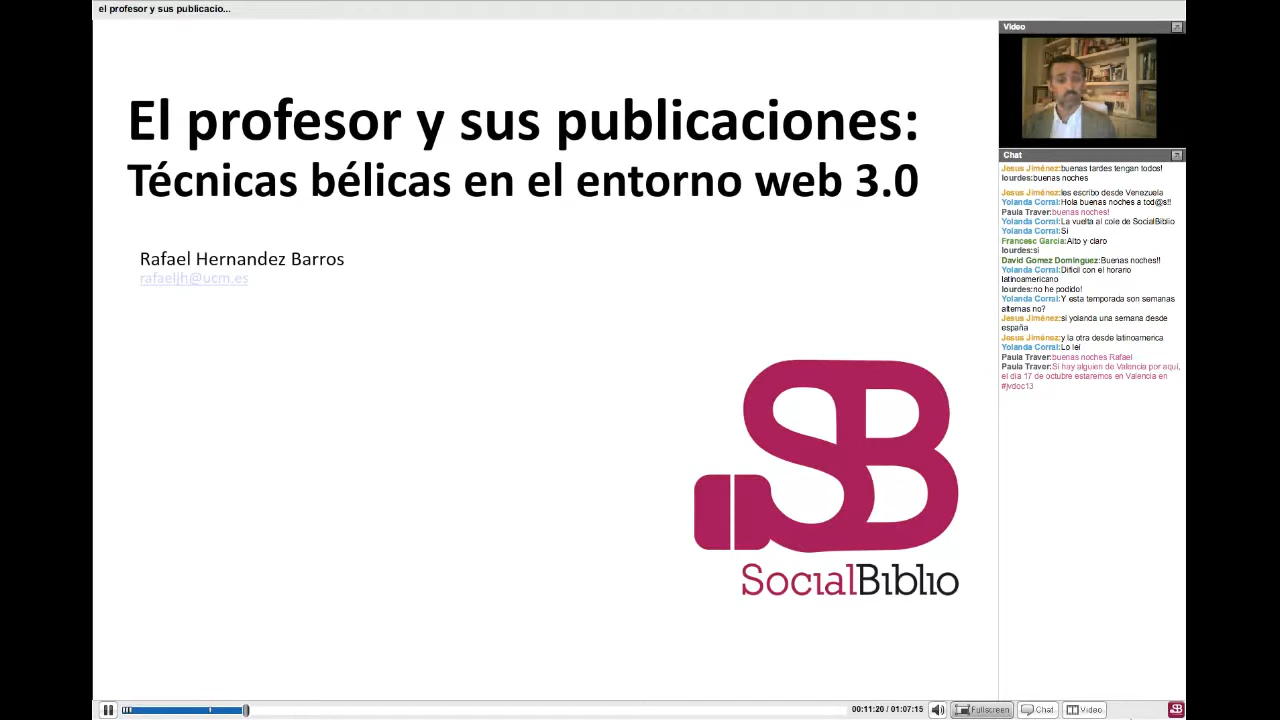 el profesor y sus publicacio...
El profesor y sus publicaciones:
Técnicas bélicas en el entorno web 3.0
Rafael Hernandez Barros
rafaeljh@ucm.es
SB
SocialBiblio
Video
Chat
Jesus Jiménez:buenas tardes tengan todos!
lourdes:buenas noches
Jesus Jiménez:les escribo desde Venezuela
Yolanda Corral:Hola buenas noches a tod@s!!
Paula Traver:buenas noches!
Yolanda Corral:La vuelta al cole de SocialBiblio
Yolanda Corral:Sí
Francesc Garcia:Alto y claro
lourdes:si
David Gomez Dominguez:Buenas noches!!
Yolanda Corral:Difícil con el horario
latinoamericano
lourdes:no he podido!
Yolanda Corral:Y esta temporada son semanas
alternas no?
Jesus Jiménez:si yolanda una semana desde
españa
Jesus Jiménez:y la otra desde latinoamerica
Yolanda Corral:Lo leí
Paula Traver:buenas noches Rafael
Paula Traver:Si hay alguien de Valencia por aquí,
el día 17 de octubre estaremos en Valencia en
#jvdoc13
00:11:20 / 01:07:15
Fullscreen
Chat
Video
SB